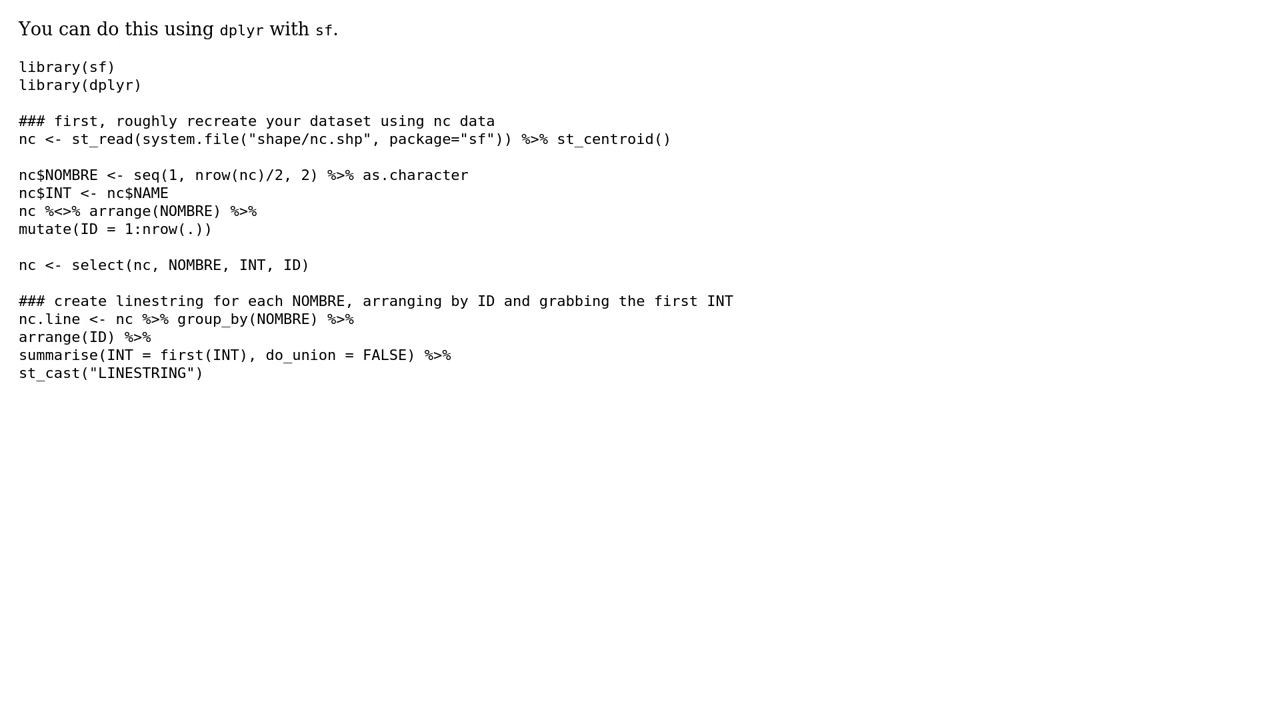 You can do this using dplyr with sf.
library(sf)
library(dplyr)
### first, roughly recreate your dataset using nc data
nc <- st_read(system.file("shape/nc.shp", package="sf")) %>% st_centroid()
nc$NOMBRE <- seq(1, nrow(nc)/2, 2) %>% as.character
nc$INT <- nc$NAME
nc %<>% arrange(NOMBRE) %>%
mutate(ID = 1:nrow(.))
nc <- select(nc, NOMBRE, INT, ID)
### create linestring for each NOMBRE, arranging by ID and grabbing the first INT
nc.line <- nc %>% group_by(NOMBRE) %>%
arrange(ID) %>%
summarise(INT = first(INT), do_union = FALSE) %>%
st_cast("LINESTRING")